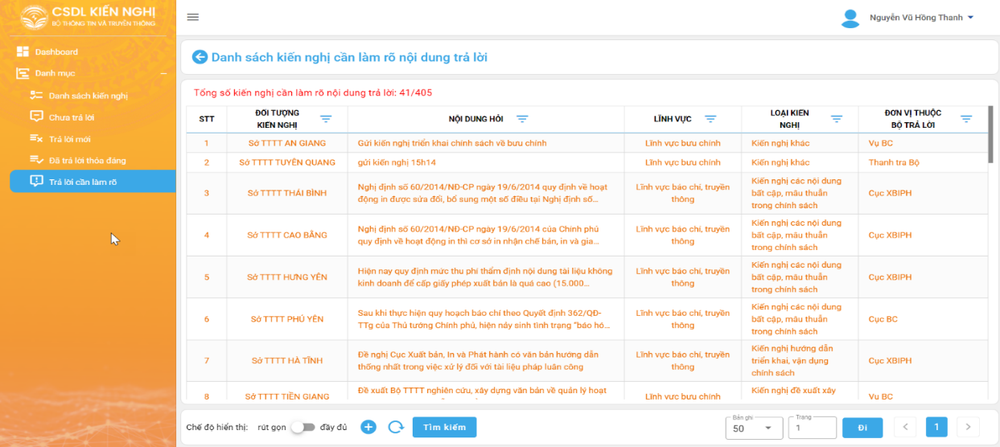 CSDL KIẾN NGHỊ
BỘ THÔNG TIN VÀ TRUYỀN THÔNG
Nguyễn Vũ Hồng Thanh
Dashboard
Danh mục
Danh sách kiến nghị
Chưa trả lời
Trả lời mới
Đã trả lời thỏa đáng
Trả lời cần làm rõ
Danh sách kiến nghị cần làm rõ nội dung trả lời
Tổng số kiến nghị cần làm rõ nội dung trả lời: 41/405
STT
ĐỐI TƯỢNG
KIẾN NGHỊ
NỘI DUNG HỎI
LĨNH VỰC
LOẠI KIẾN
NGHỊ
ĐƠN VỊ THUỘC
BỘ TRẢ LỜI
1
Sở TTTT AN GIANG
Gửi kiến nghị triển khai chính sách về bưu chính
Lĩnh vực bưu chính
Kiến nghị khác
Vụ BC
2
Sở TTTT TUYÊN QUANG
gửi kiến nghị 15h14
Lĩnh vực bưu chính
Kiến nghị khác
Thanh tra Bộ
3
Sở TTTT THÁI BÌNH
Nghị định số 60/2014/NĐ-CP ngày 19/6/2014 quy định về hoạt
động in được sửa đổi, bổ sung một số điều tại Nghị định số...
Lĩnh vực báo chí, truyền
thông
Kiến nghị các nội dung
bất cập, mâu thuẫn
trong chính sách
Cục XBIPH
4
Sở TTTT CAO BẰNG
Nghị định số 60/2014/NĐ-CP ngày 19/6/2014 của Chính phủ
quy định về hoạt động in thì cơ sở in nhận chế bản, in và gia...
Lĩnh vực báo chí, truyền
thông
Kiến nghị các nội dung
bất cập, mâu thuẫn
trong chính sách
Cục XBIPH
5
Sở TTTT HƯNG YÊN
Hiện nay quy định mức thu phí thẩm định nội dung tài liệu không
kinh doanh để cấp giấy phép xuất bản là quá cao (15.000...
Lĩnh vực báo chí, truyền
thông
Kiến nghị các nội dung
bất cập, mâu thuẫn
trong chính sách
Cục XBIPH
6
Sở TTTT PHÚ YÊN
Sau khi thực hiện quy hoạch báo chí theo Quyết định 362/QĐ-
TTg của Thủ tướng Chính phủ, hiện nảy sinh tình trạng "báo hó...
Lĩnh vực báo chí, truyền
thông
Kiến nghị các nội dung
bất cập, mâu thuẫn
trong chính sách
Cục BC
7
Sở TTTT HÀ TĨNH
Đề nghị Cục Xuất bản, In và Phát hành có văn bản hướng dẫn
thống nhất trong việc xử lý đối với tài liệu pháp luân công
Lĩnh vực báo chí, truyền
thông
Kiến nghị hướng dẫn
triển khai, vận dụng
chính sách
Cục XBIPH
8
Sở TTTT TIỀN GIANG
Đề xuất Bộ TTTT nghiên cứu, xây dựng văn bản về quản lý hoạt
Lĩnh vực bưu chính
Kiến nghị đề xuất xây
Vụ BC
Chế độ hiển thị: rút gọn đầy đủ
Tìm kiếm
Bản ghi
50
Trang
1
Đi
< 1 >